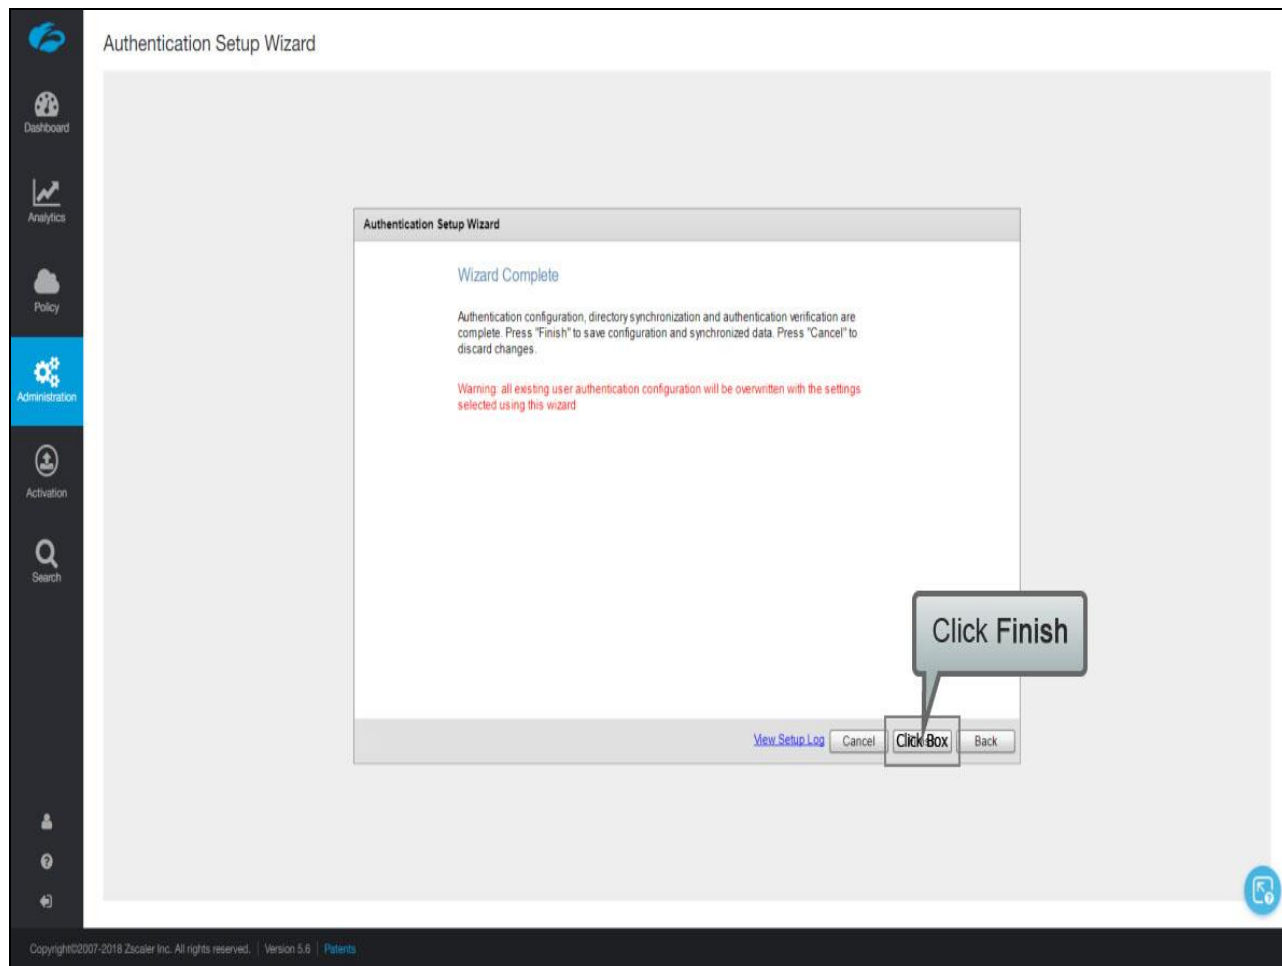 Authentication Setup Wizard
Dashboard
Analytics
Policy
Administration
Activation
Search
Authentication Setup Wizard
Wizard Complete
Authentication configuration, directory synchronization and authentication verification are
complete. Press "Finish" to save configuration and synchronized data. Press "Cancel" to
discard changes.
Warning: all existing user authentication configuration will be overwritten with the settings
selected using this wizard
Click Finish
View Setup Log
Cancel
Click Box
Back
Copyright©2007-2018 Zscaler Inc. All rights reserved. | Version 5.6 | Patents